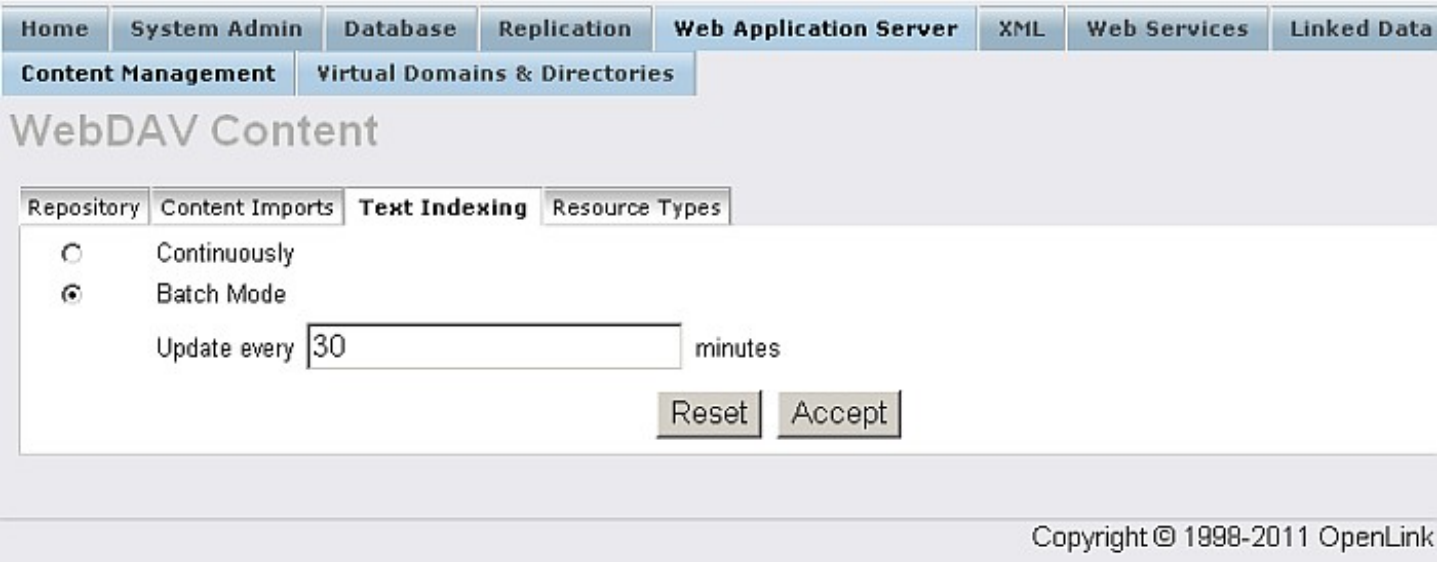 Home System Admin Database Replication Web Application Server XML Web Services Linked Data
Content Management Virtual Domains & Directories
WebDAV Content
Repository Content Imports Text Indexing Resource Types
Continuously
Batch Mode
Update every 30 minutes
Reset Accept
Copyright © 1998-2011 OpenLink